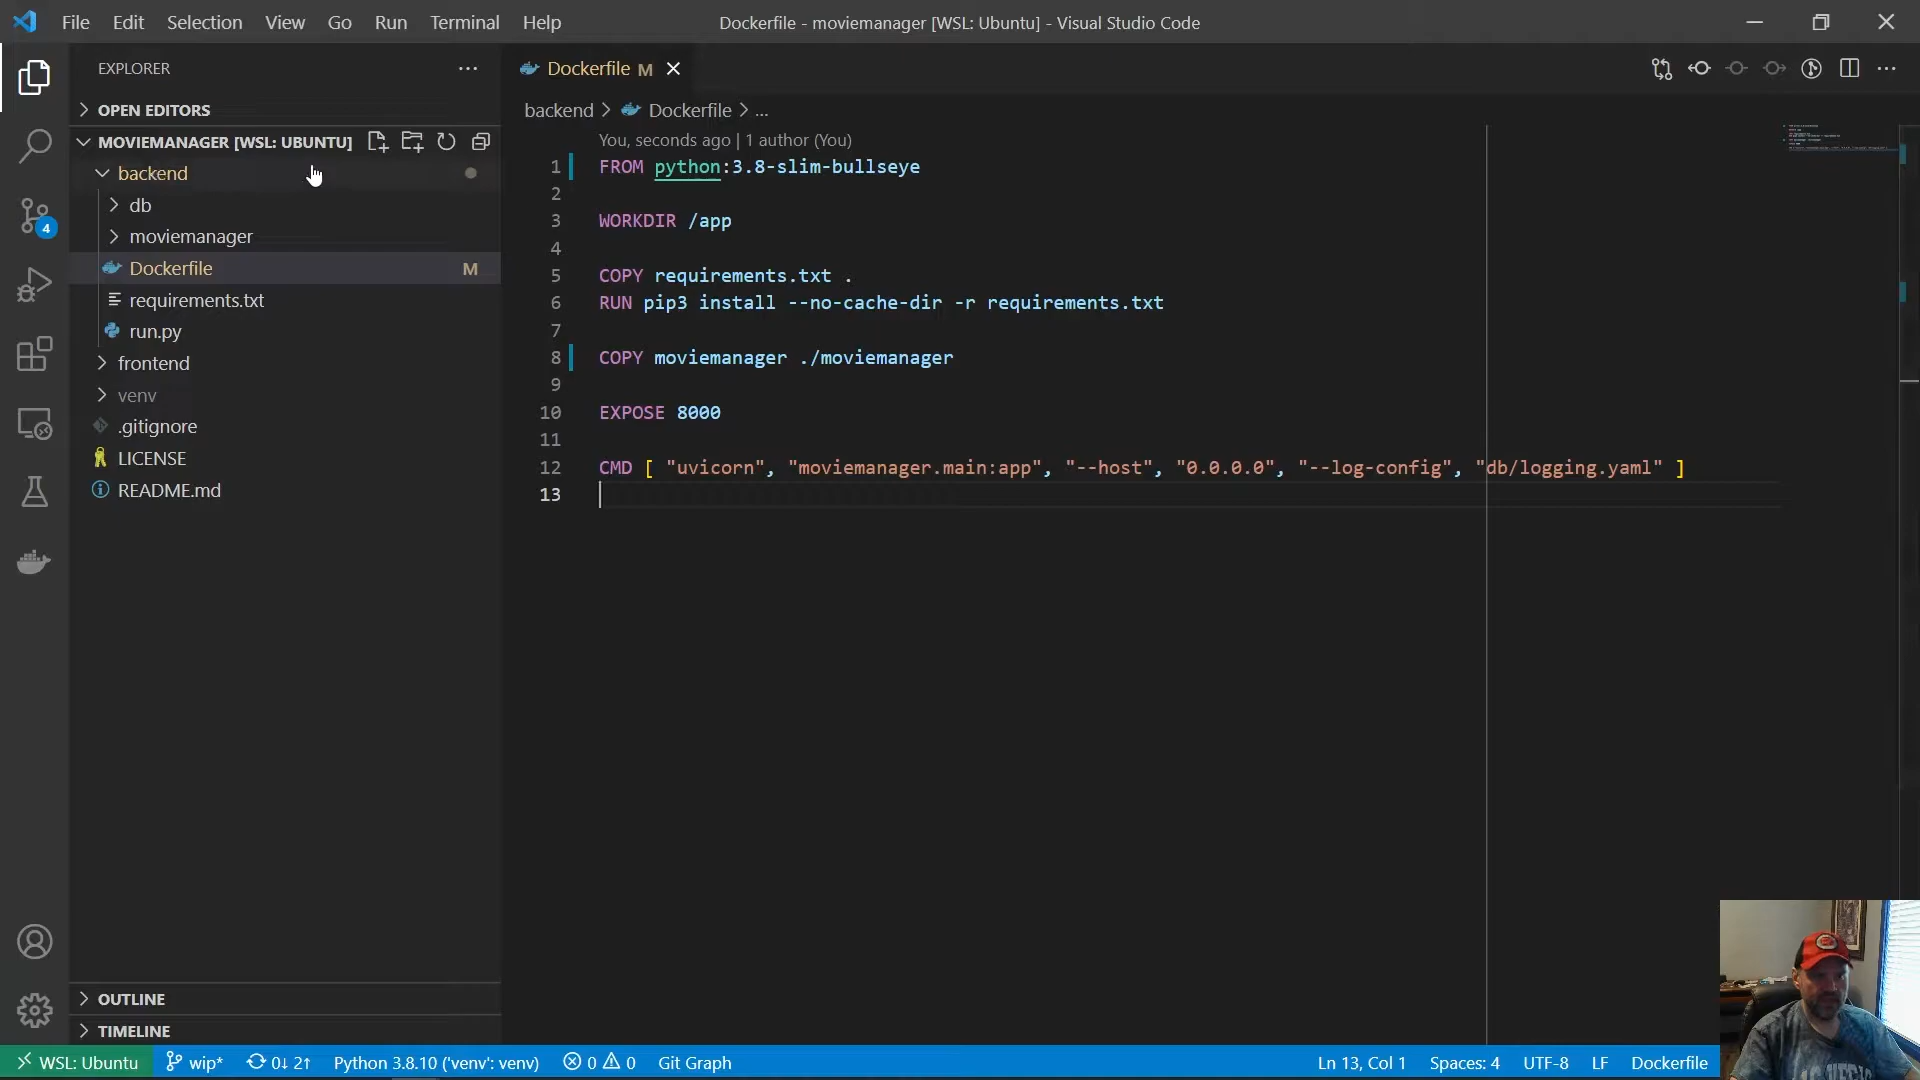 File Edit Selection View Go Run Terminal Help
Dockerfile - moviemanager [WSL: Ubuntu] - Visual Studio Code
EXPLORER
OPEN EDITORS
MOVIEMANAGER [WSL: UBUNTU]
backend
db
moviemanager
Dockerfile M
requirements.txt
run.py
frontend
venv
.gitignore
LICENSE
README.md
OUTLINE
TIMELINE
4
Dockerfile M
backend > Dockerfile > ...
You, seconds ago | 1 author (You)
1 FROM python:3.8-slim-bullseye
2
3 WORKDIR /app
4
5 COPY requirements.txt .
6 RUN pip3 install --no-cache-dir -r requirements.txt
7
8 COPY moviemanager ./moviemanager
9
10 EXPOSE 8000
11
12 CMD [ "uvicorn", "moviemanager.main:app", "--host", "0.0.0.0", "--log-config", "db/logging.yaml" ]
13
WSL: Ubuntu wip* 0↓ 2↑ Python 3.8.10 ('venv': venv) 0 0 Git Graph Ln 13, Col 1 Spaces: 4 UTF-8 LF Dockerfile